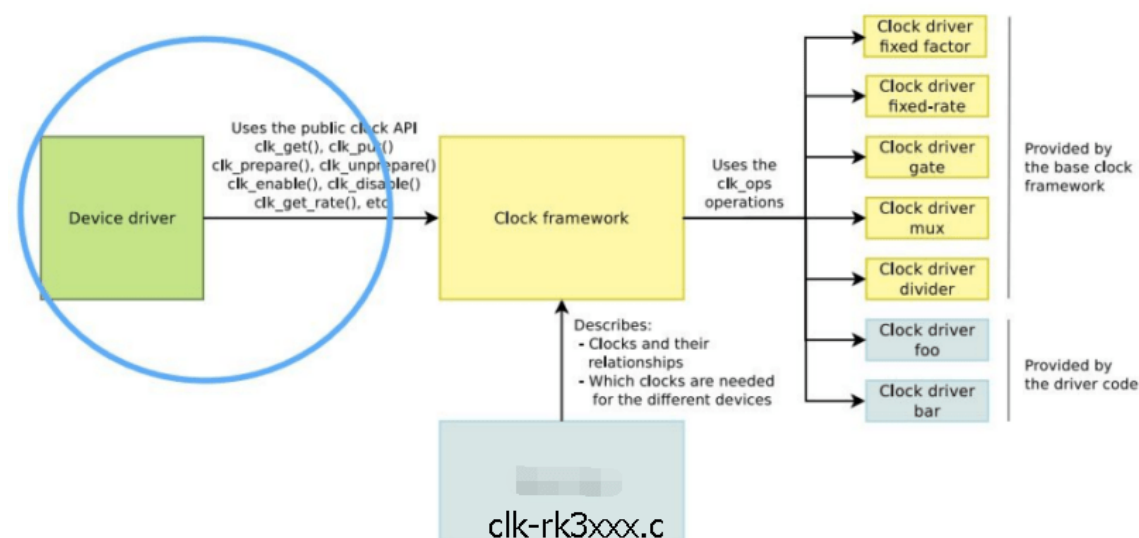 Device driver
Uses the public clock API
clk_get(), clk_put()
clk_prepare(), clk_unprepare()
clk_enable(), clk_disable()
clk_get_rate(), etc
Clock framework
Uses the
clk_ops
operations
Clock driver
fixed factor
Clock driver
fixed-rate
Clock driver
gate
Clock driver
mux
Clock driver
divider
Clock driver
foo
Clock driver
bar
Provided by
the base clock
framework
Provided by
the driver code
Describes:
- Clocks and their
relationships
- Which clocks are needed
for the different devices
clk-rk3xxx.c